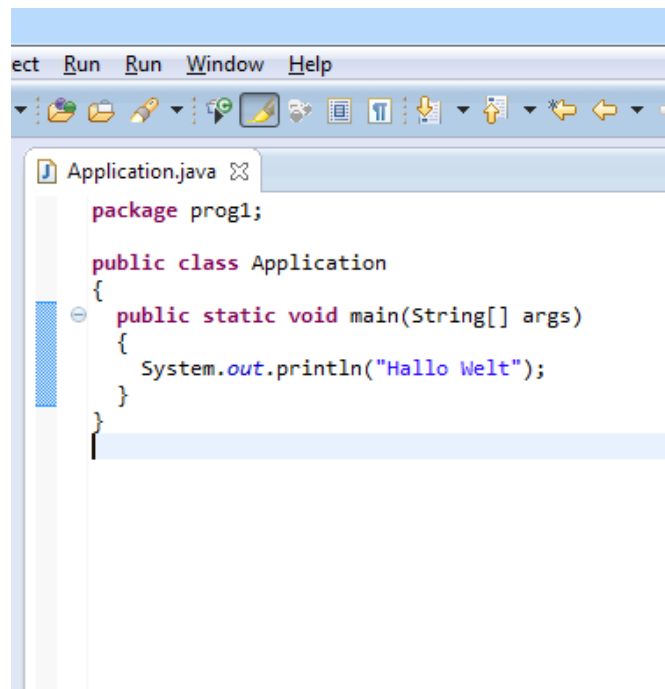 ect Run Run Window Help
Application.java
package prog1;
public class Application
{
public static void main(String[] args)
{
System.out.println("Hallo Welt");
}
}